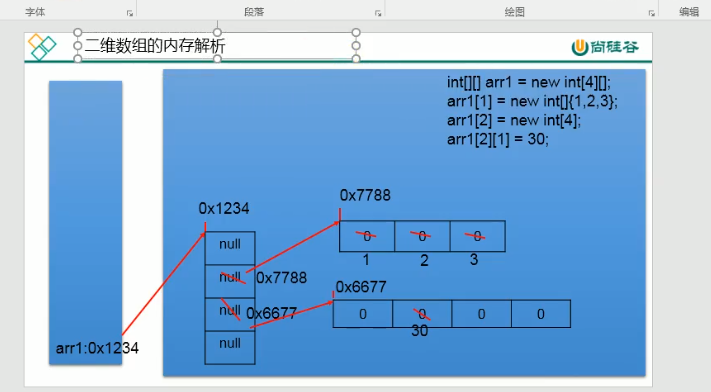 字体
段落
绘图
编辑
二维数组的内存解析
尚硅谷
int[][] arr1 = new int[4][];
arr1[1] = new int[]{1,2,3};
arr1[2] = new int[4];
arr1[2][1] = 30;
0x7788
0x1234
null
0 0 0
1 2 3
null 0x7788
0x6677
null 0x6677
0 0 0 0
30
null
arr1:0x1234